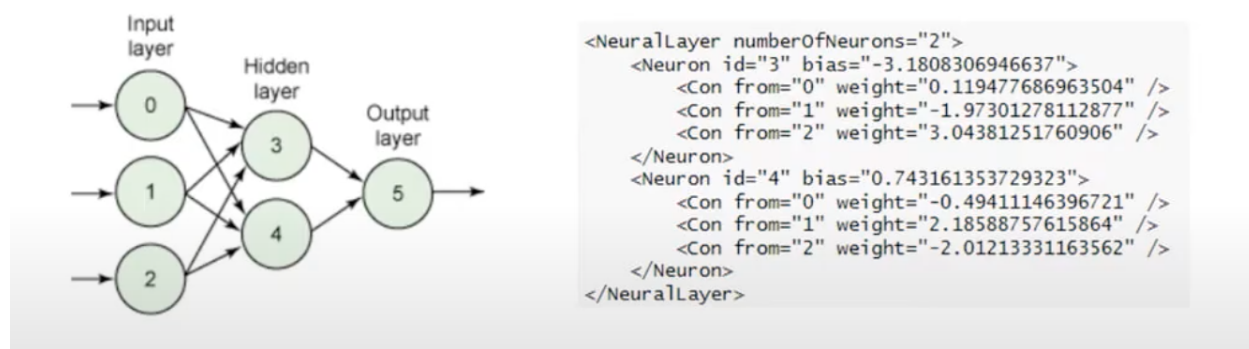 Input
layer
0
1
2
Hidden
layer
3
4
Output
layer
5
<NeuralLayer numberOfNeurons="2">
<Neuron id="3" bias="-3.1808306946637">
<Con from="0" weight="0.119477686963504" />
<Con from="1" weight="-1.97301278112877" />
<Con from="2" weight="3.04381251760906" />
</Neuron>
<Neuron id="4" bias="0.743161353729323">
<Con from="0" weight="-0.49411146396721" />
<Con from="1" weight="2.18588757615864" />
<Con from="2" weight="-2.01213331163562" />
</Neuron>
</NeuralLayer>